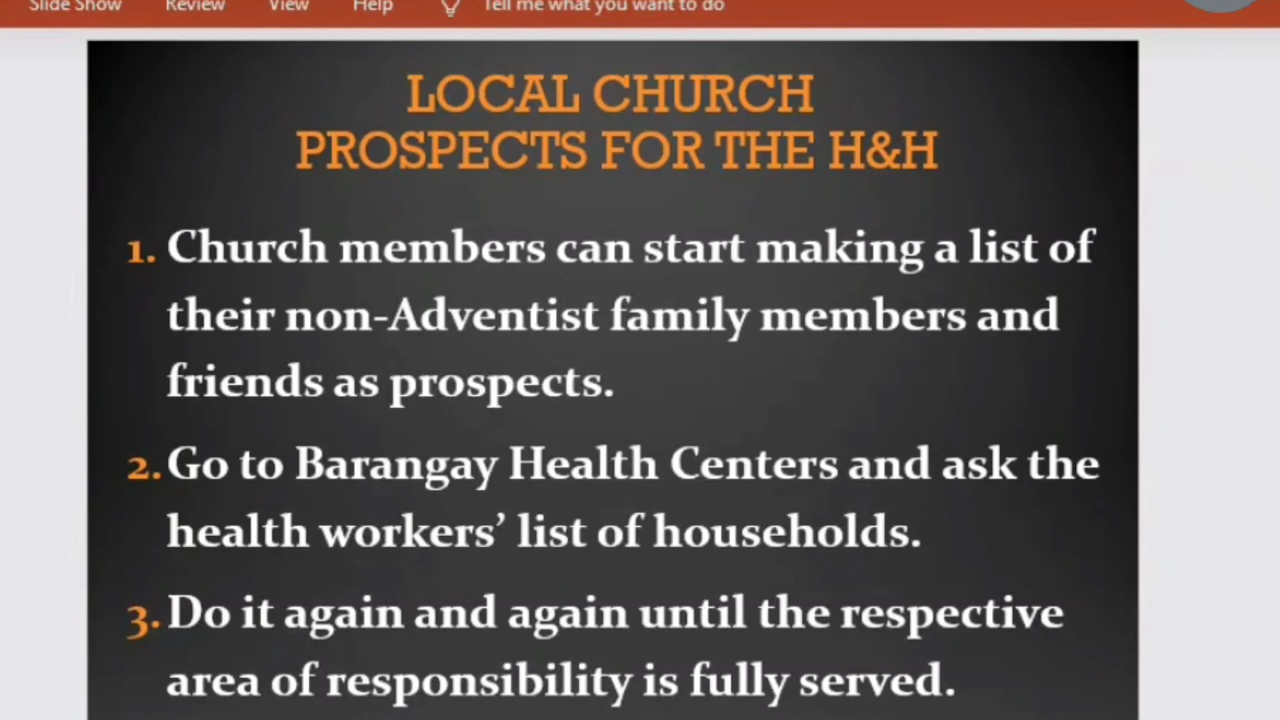 Slide Show Review View Help Tell me what you want to do
LOCAL CHURCH
PROSPECTS FOR THE H&H
1. Church members can start making a list of
their non-Adventist family members and
friends as prospects.
2. Go to Barangay Health Centers and ask the
health workers’ list of households.
3. Do it again and again until the respective
area of responsibility is fully served.